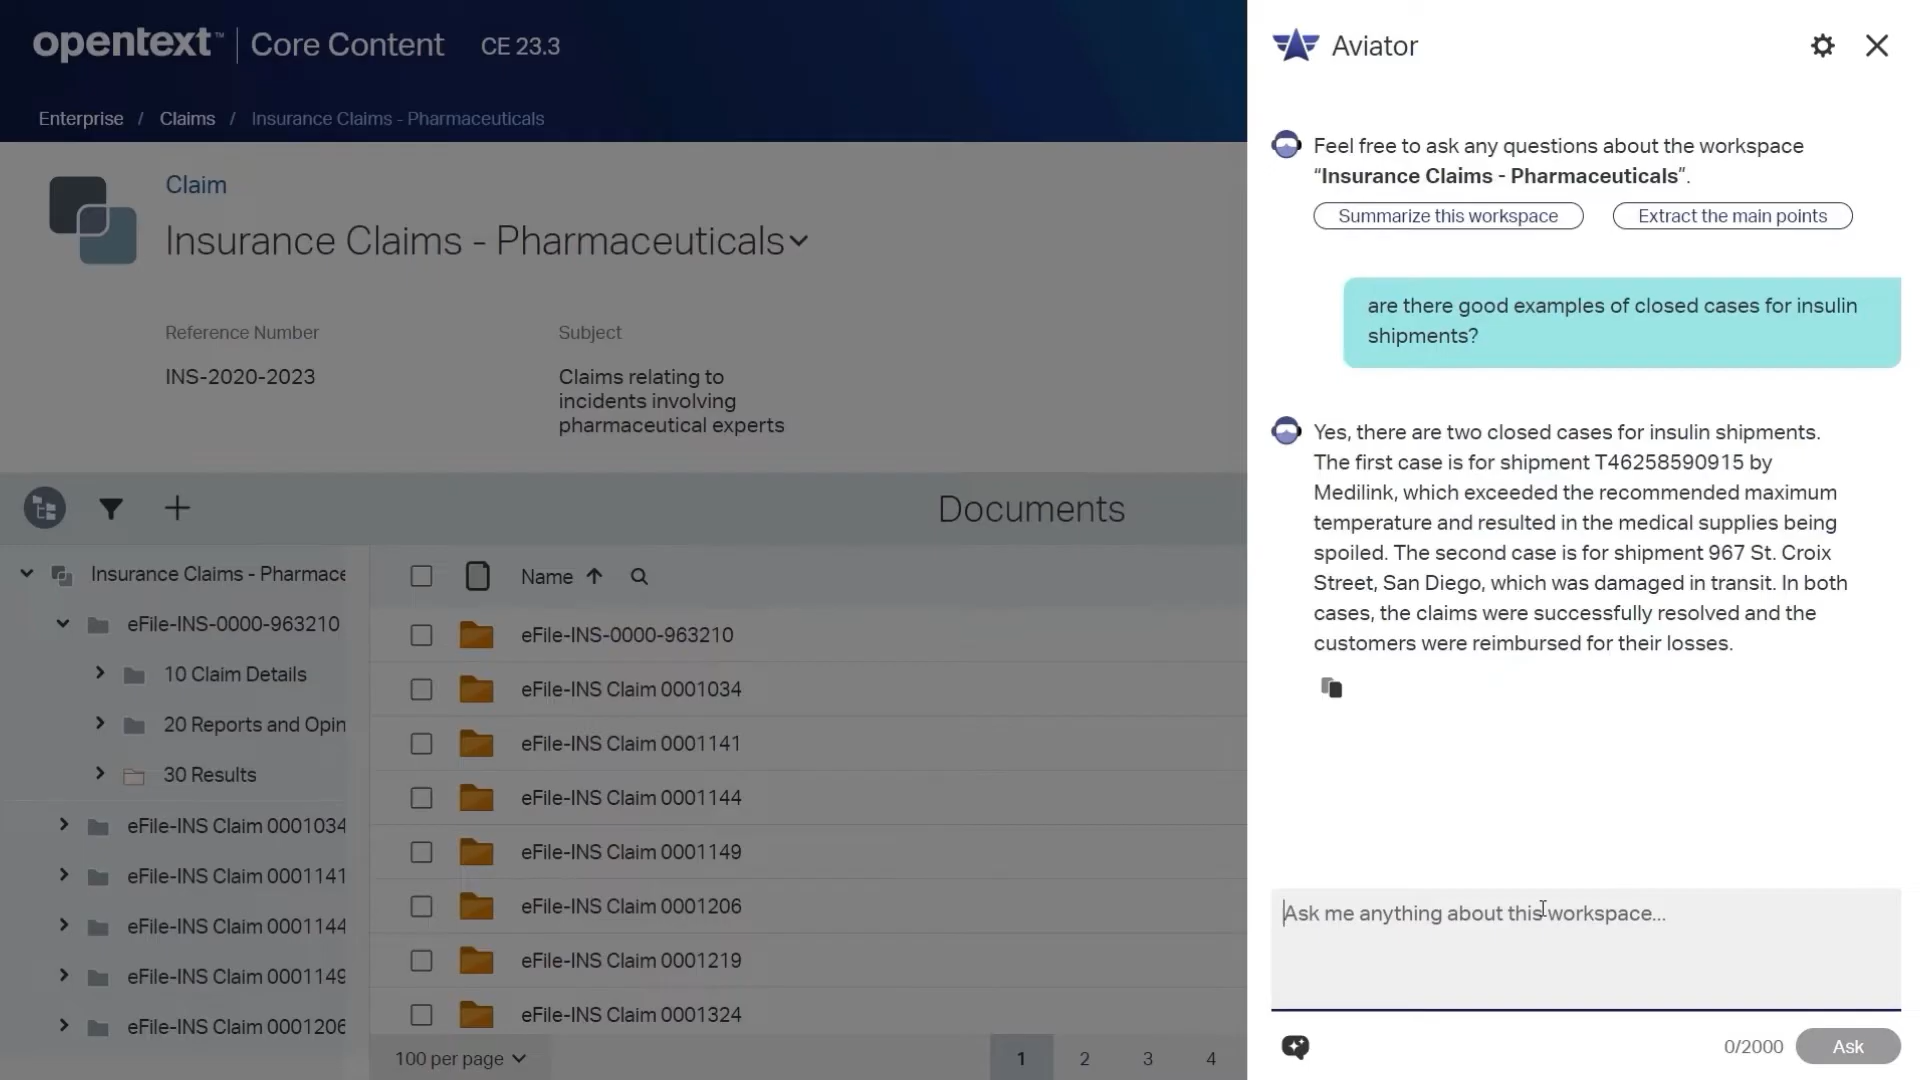 opentext™ | Core Content CE 23.3
Enterprise / Claims / Insurance Claims - Pharmaceuticals
Claim
Insurance Claims - Pharmaceuticals
Reference Number
INS-2020-2023
Subject
Claims relating to
incidents involving
pharmaceutical experts
Documents
Insurance Claims - Pharmace
eFile-INS-0000-963210
10 Claim Details
20 Reports and Opin
30 Results
eFile-INS Claim 0001034
eFile-INS Claim 0001141
eFile-INS Claim 0001144
eFile-INS Claim 0001149
eFile-INS Claim 0001206
Name
eFile-INS-0000-963210
eFile-INS Claim 0001034
eFile-INS Claim 0001141
eFile-INS Claim 0001144
eFile-INS Claim 0001149
eFile-INS Claim 0001206
eFile-INS Claim 0001219
eFile-INS Claim 0001324
100 per page 1 2 3 4
Aviator
Feel free to ask any questions about the workspace
“Insurance Claims - Pharmaceuticals”.
Summarize this workspace Extract the main points
are there good examples of closed cases for insulin
shipments?
Yes, there are two closed cases for insulin shipments.
The first case is for shipment T46258590915 by
Medilink, which exceeded the recommended maximum
temperature and resulted in the medical supplies being
spoiled. The second case is for shipment 967 St. Croix
Street, San Diego, which was damaged in transit. In both
cases, the claims were successfully resolved and the
customers were reimbursed for their losses.
Ask me anything about this workspace...
0/2000 Ask